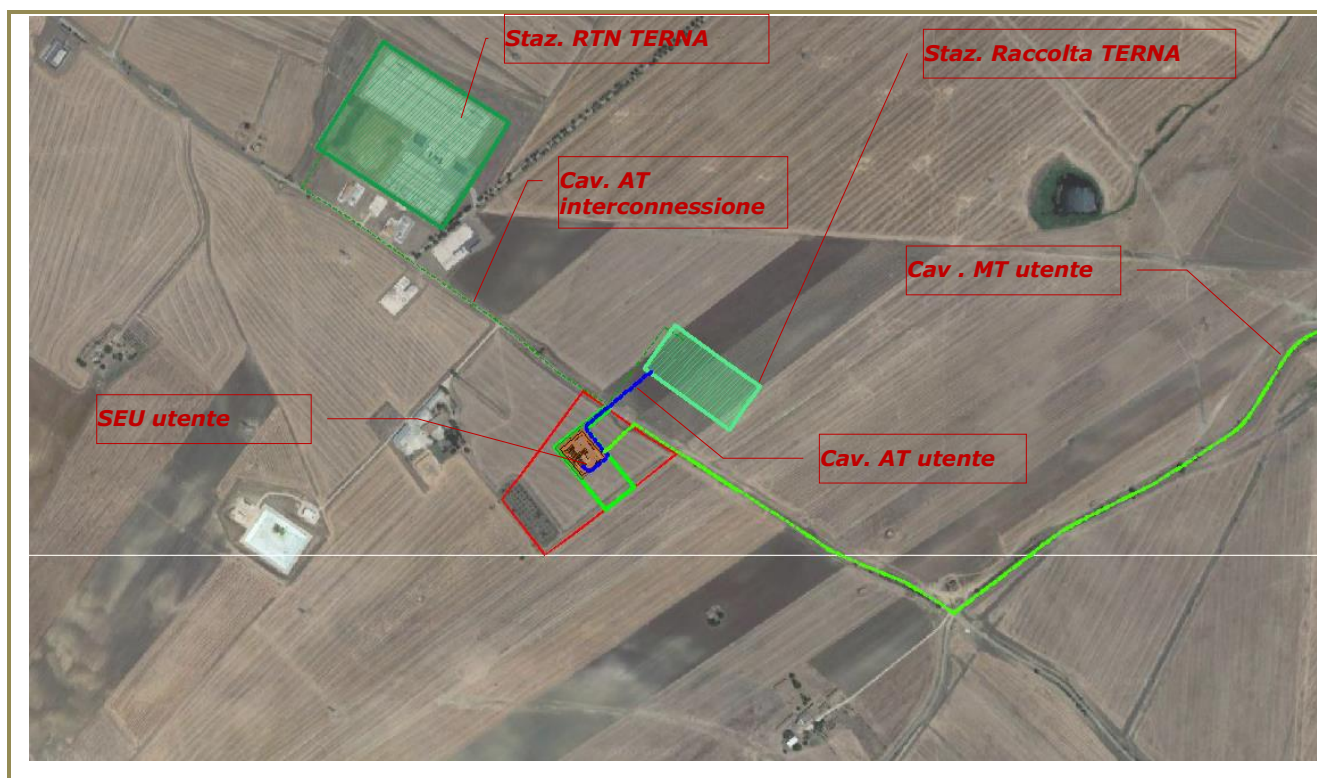 Staz. RTN TERNA
Staz. Raccolta TERNA
Cav. AT
interconnessione
Cav . MT utente
SEU utente
Cav. AT utente